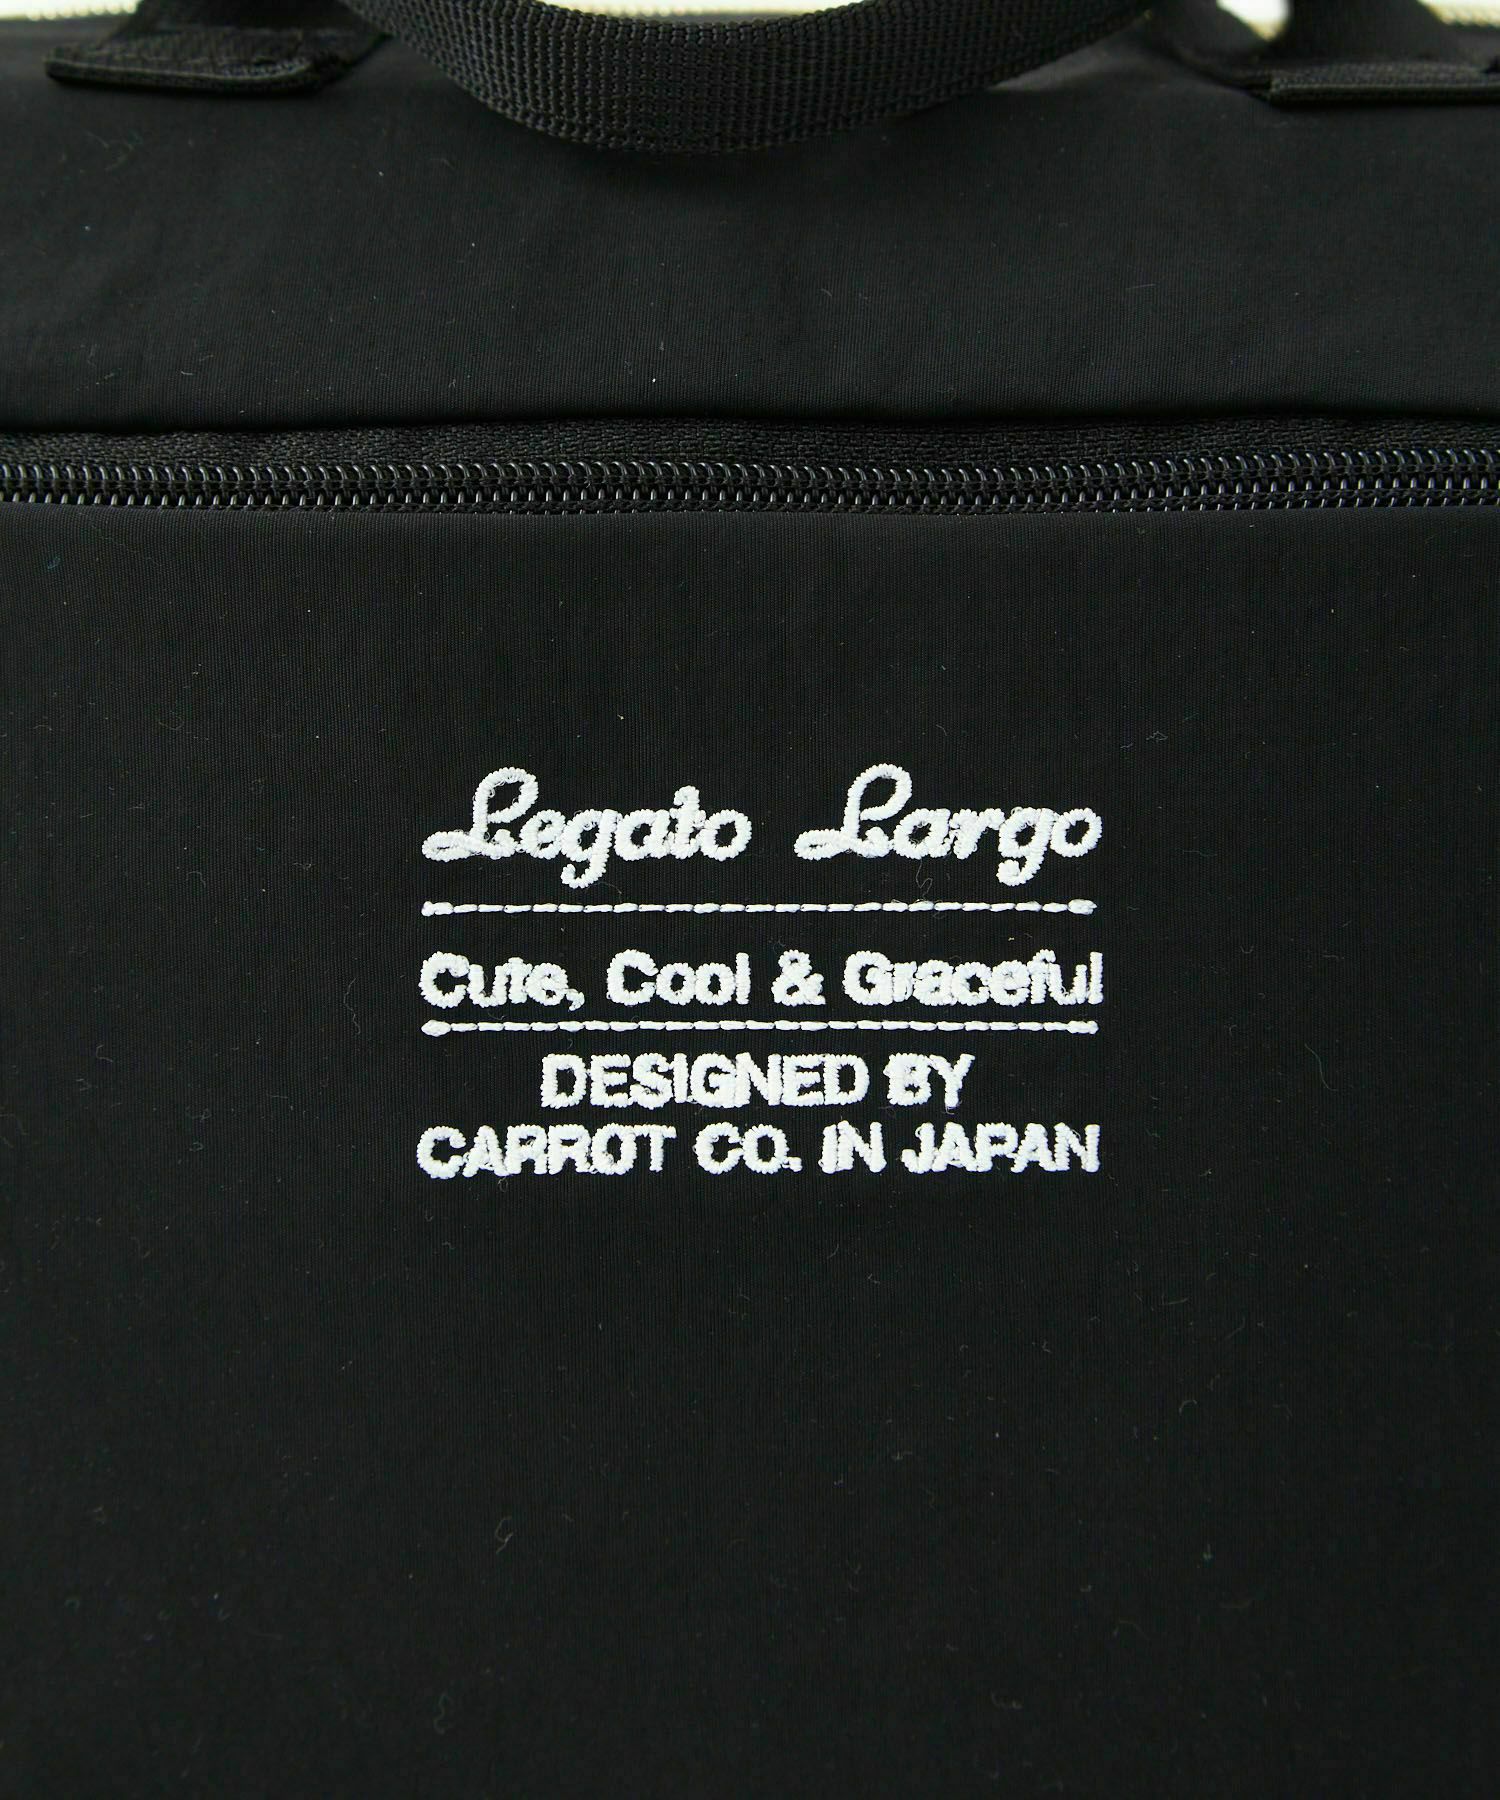 Legato Largo
Cute, Cool & Graceful
DESIGNED BY
CARROT CO. IN JAPAN